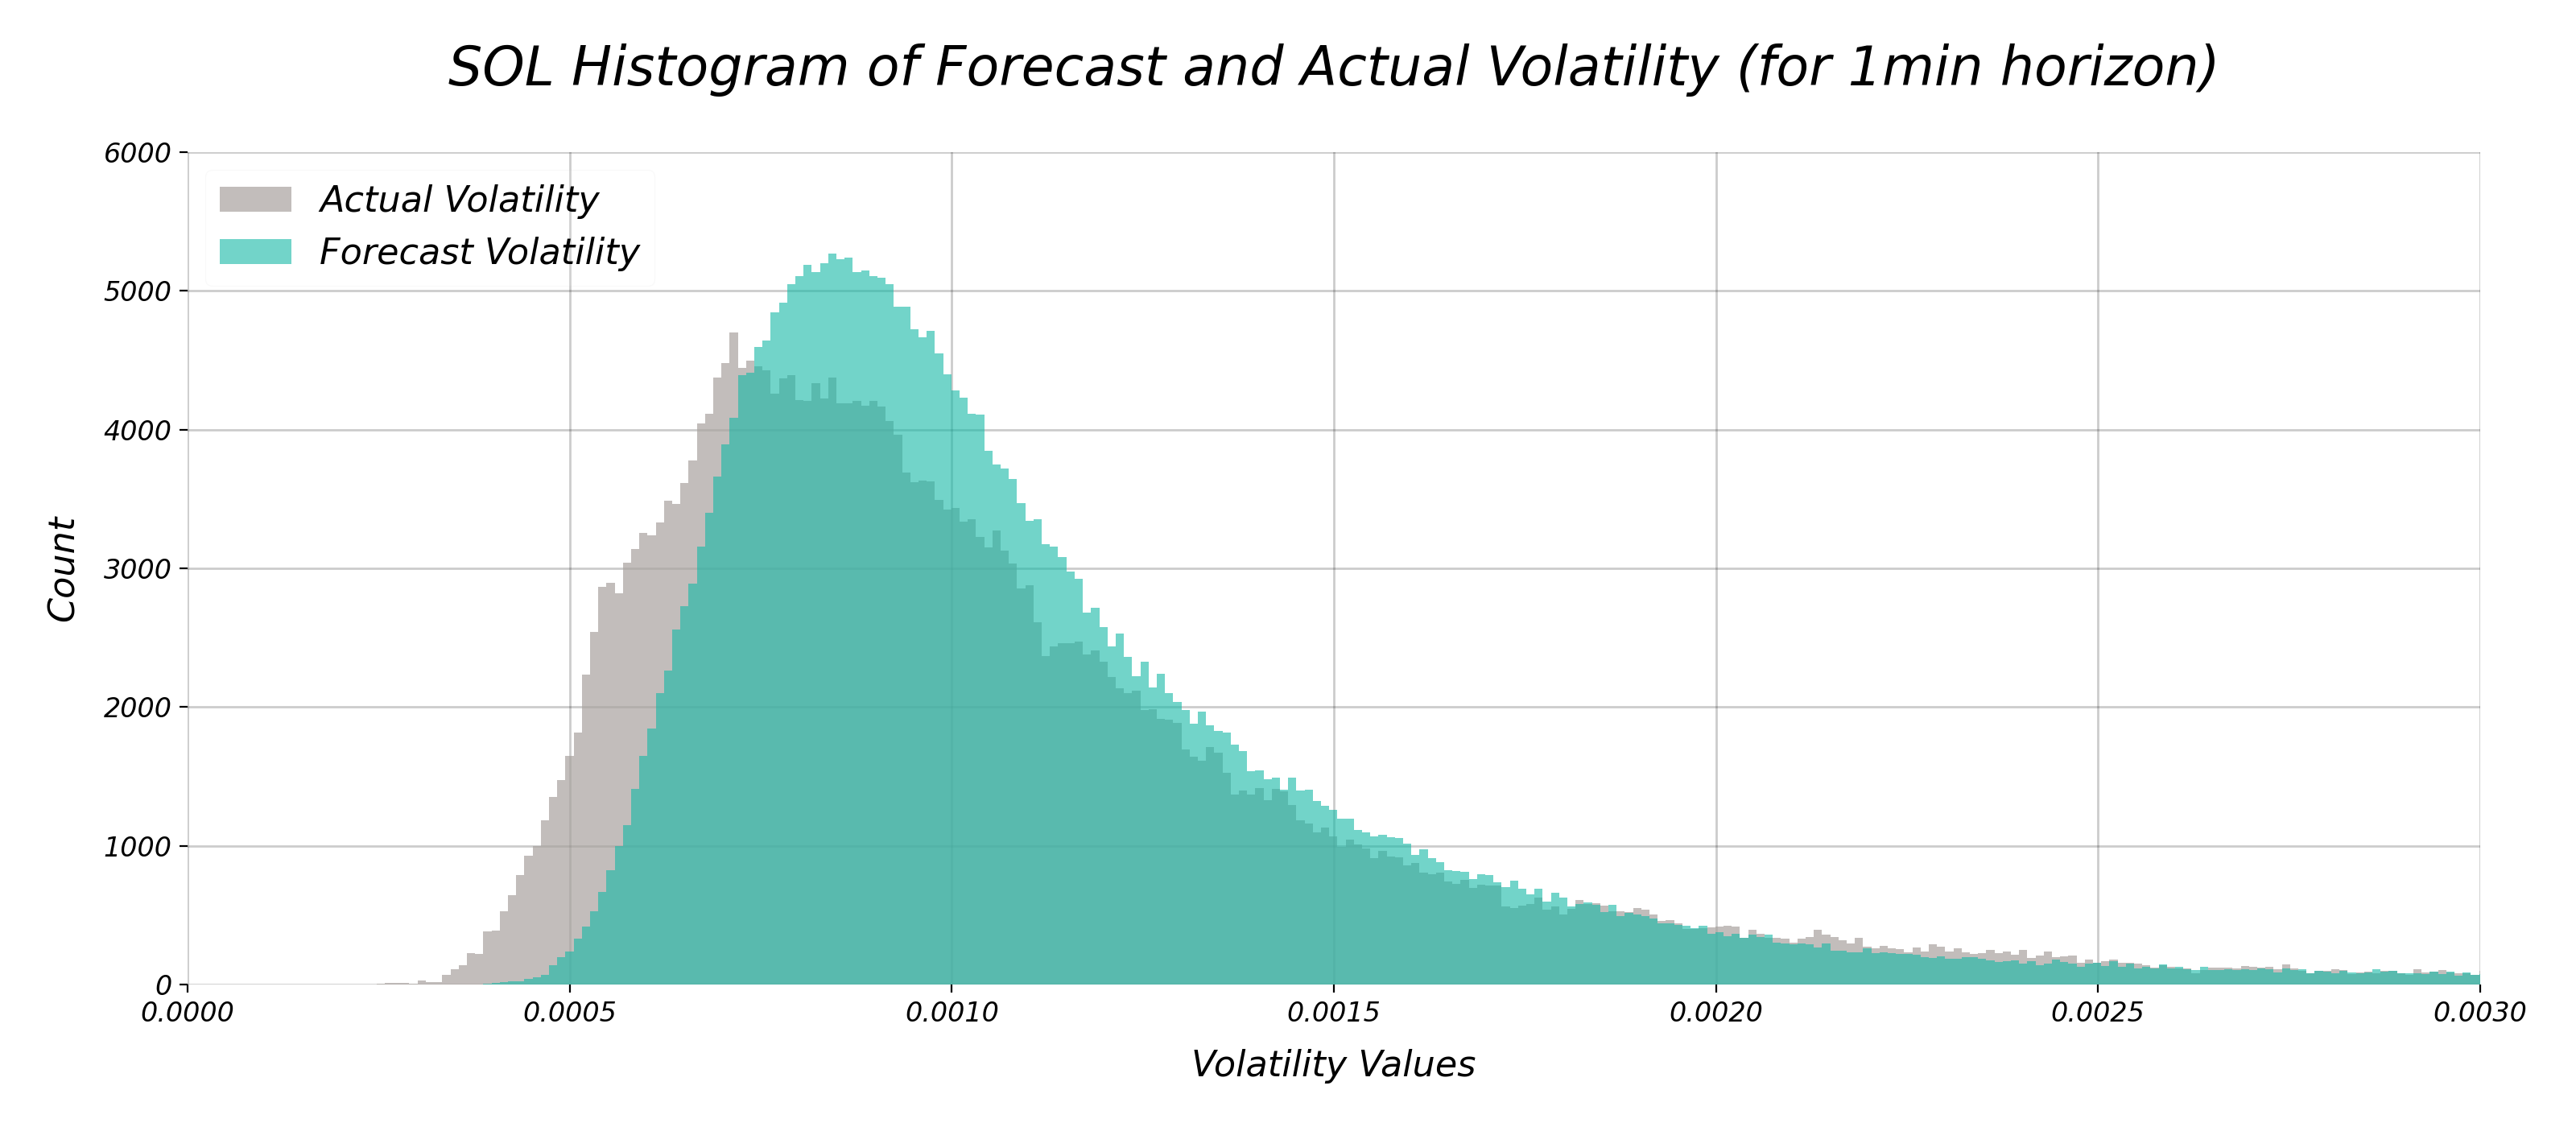 SOL Histogram of Forecast and Actual Volatility (for 1min horizon)
6000
5000
4000
3000
2000
1000
0
Count
Actual Volatility
Forecast Volatility
0.0000 0.0005 0.0010 0.0015 0.0020 0.0025 0.0030
Volatility Values